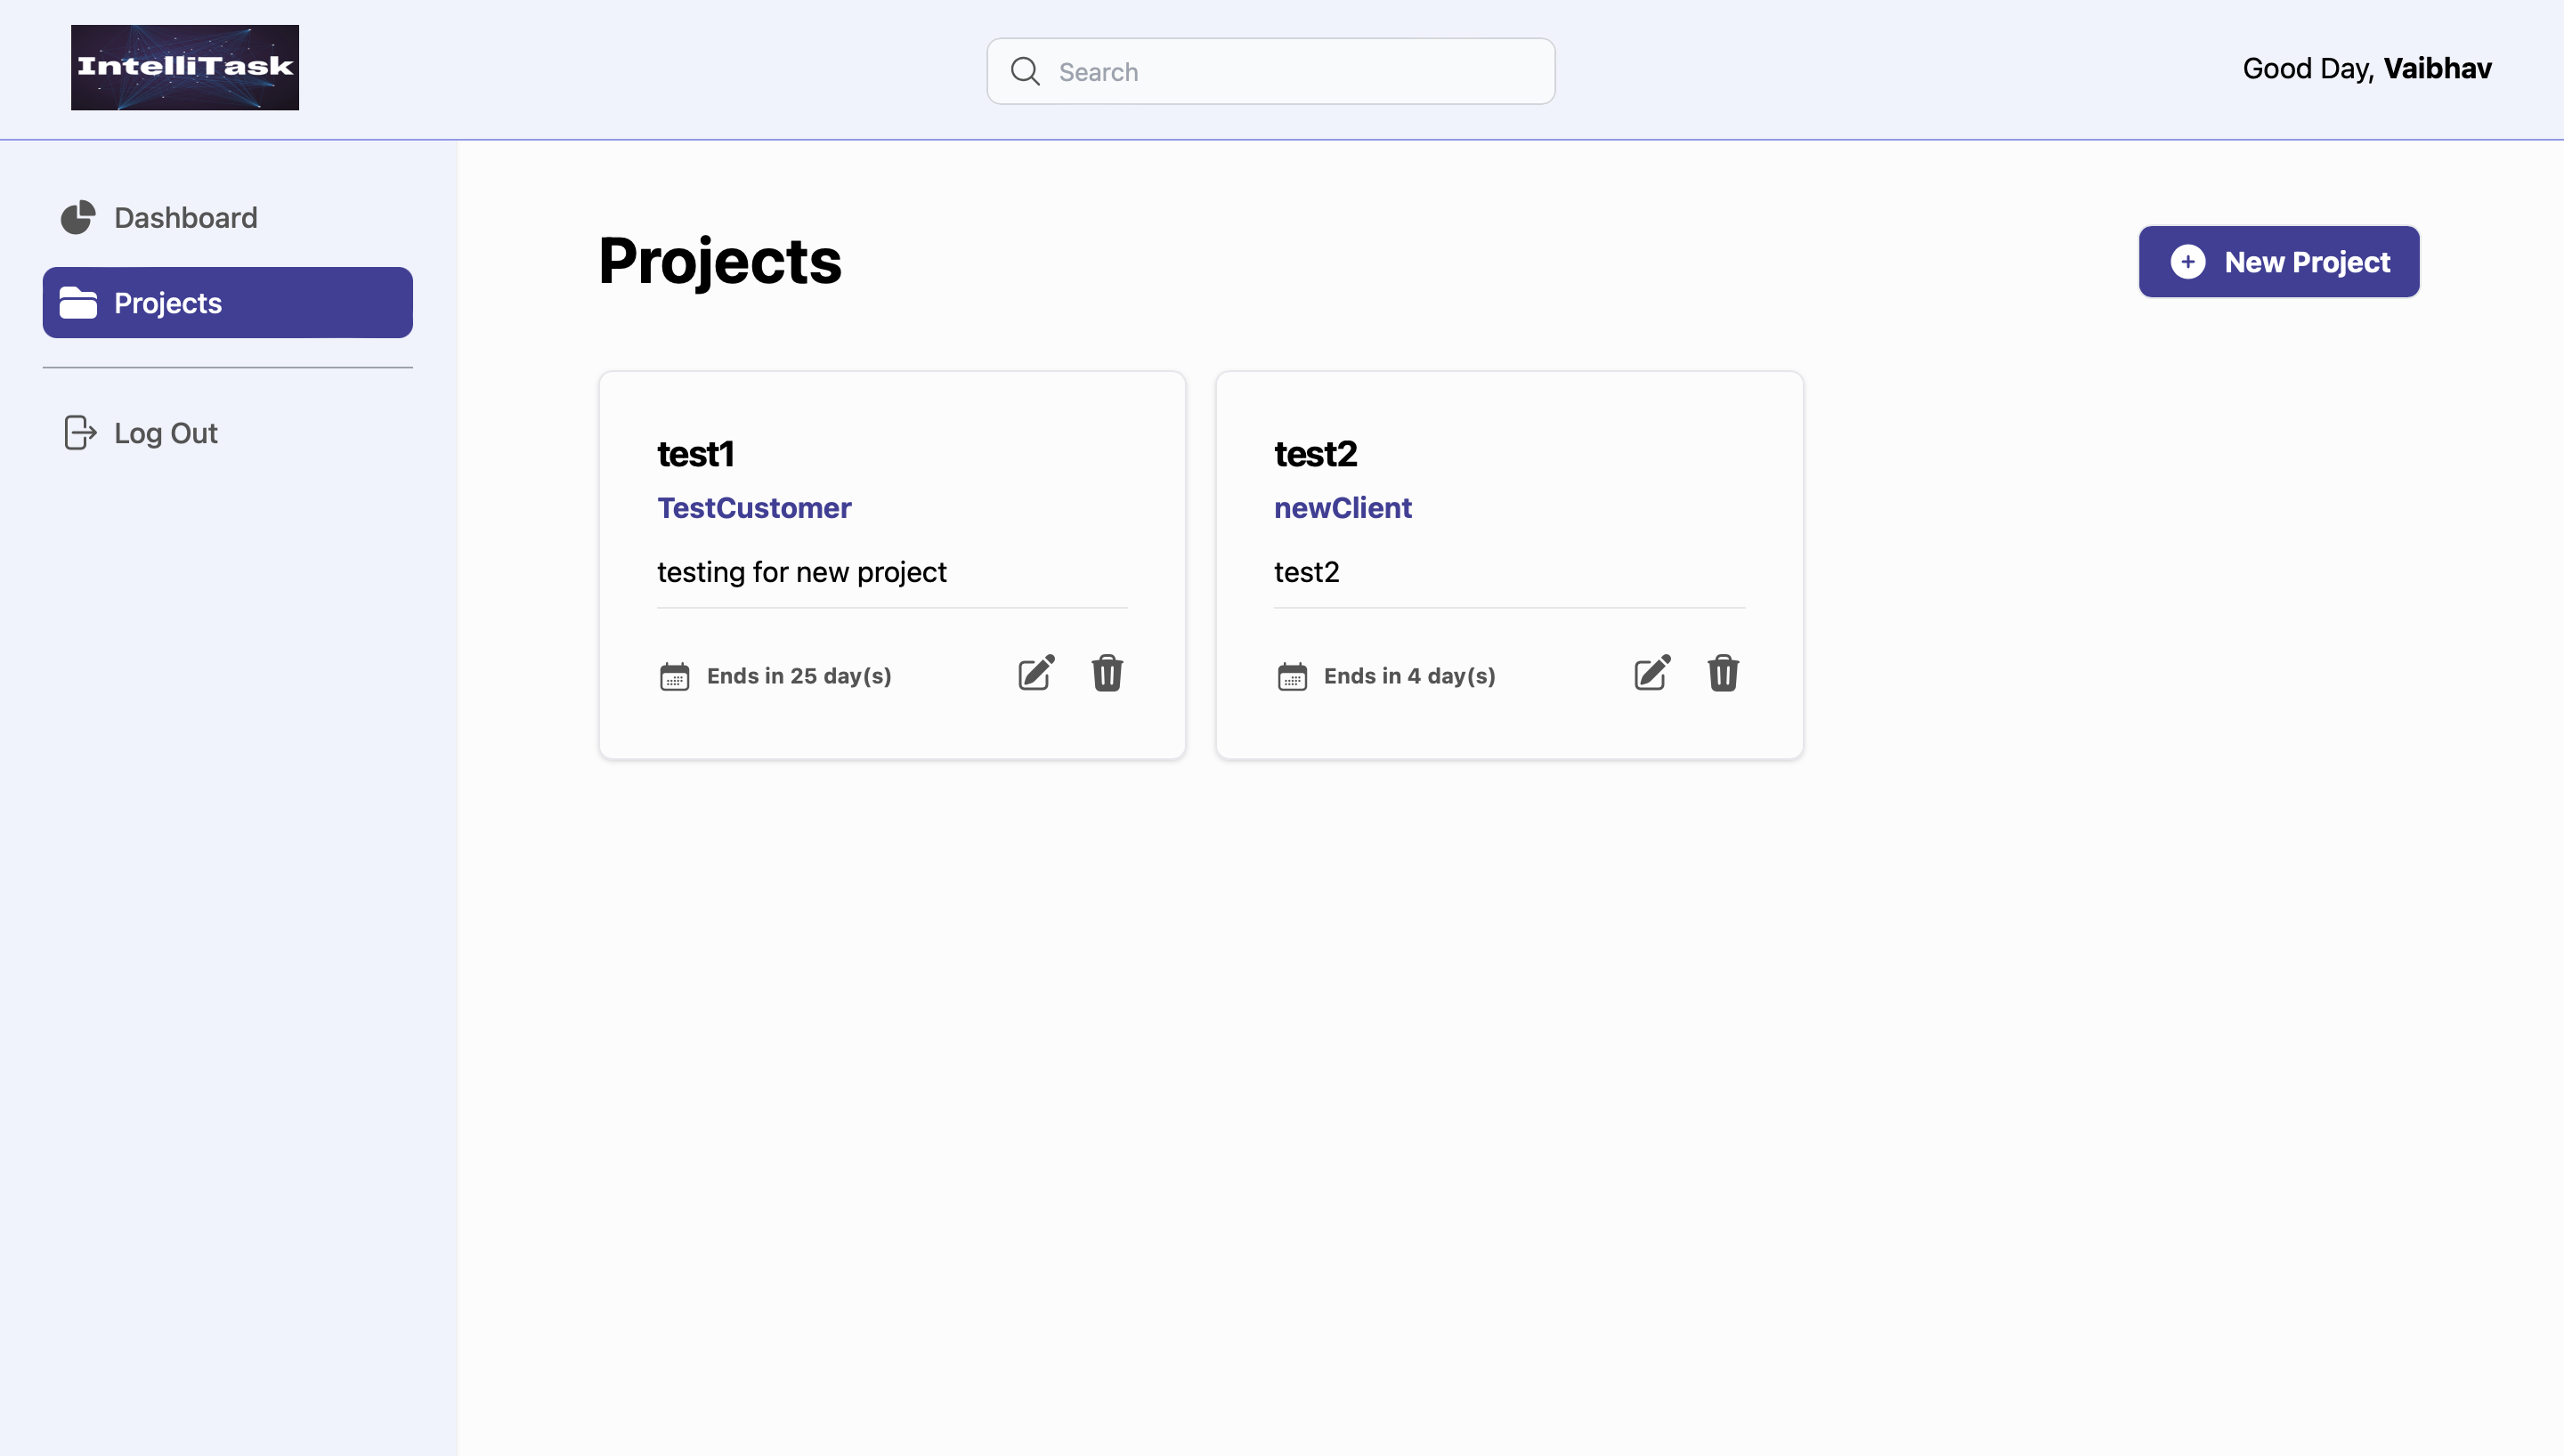 IntelliTask
Search
Good Day, Vaibhav
Dashboard
Projects
Log Out
Projects
New Project
test1
TestCustomer
testing for new project
Ends in 25 day(s)
test2
newClient
test2
Ends in 4 day(s)